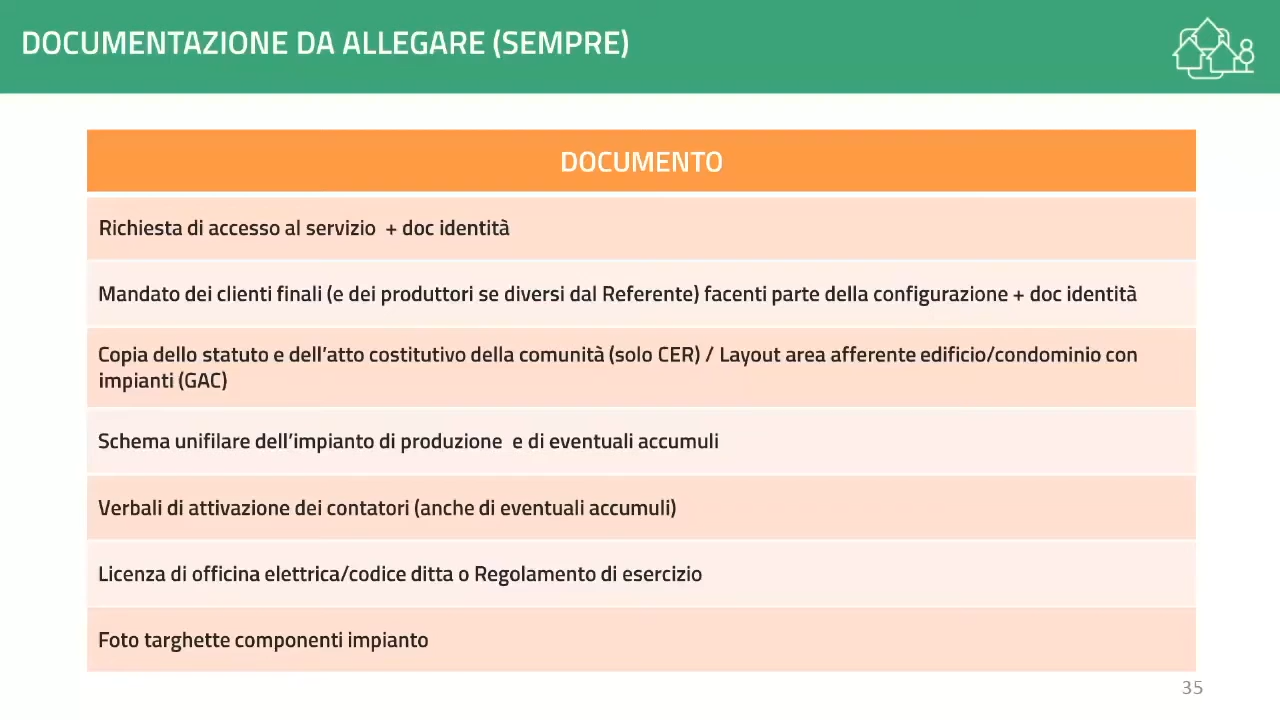 DOCUMENTAZIONE DA ALLEGARE (SEMPRE)
DOCUMENTO
Richiesta di accesso al servizio + doc identità
Mandato dei clienti finali (e dei produttori se diversi dal Referente) facenti parte della configurazione + doc identità
Copia dello statuto e dell'atto costitutivo della comunità (solo CER) / Layout area afferente edificio/condominio con
impianti (GAC)
Schema unifilare dell'impianto di produzione e di eventuali accumuli
Verbali di attivazione dei contatori (anche di eventuali accumuli)
Licenza di officina elettrica/codice ditta o Regolamento di esercizio
Foto targhette componenti impianto
35